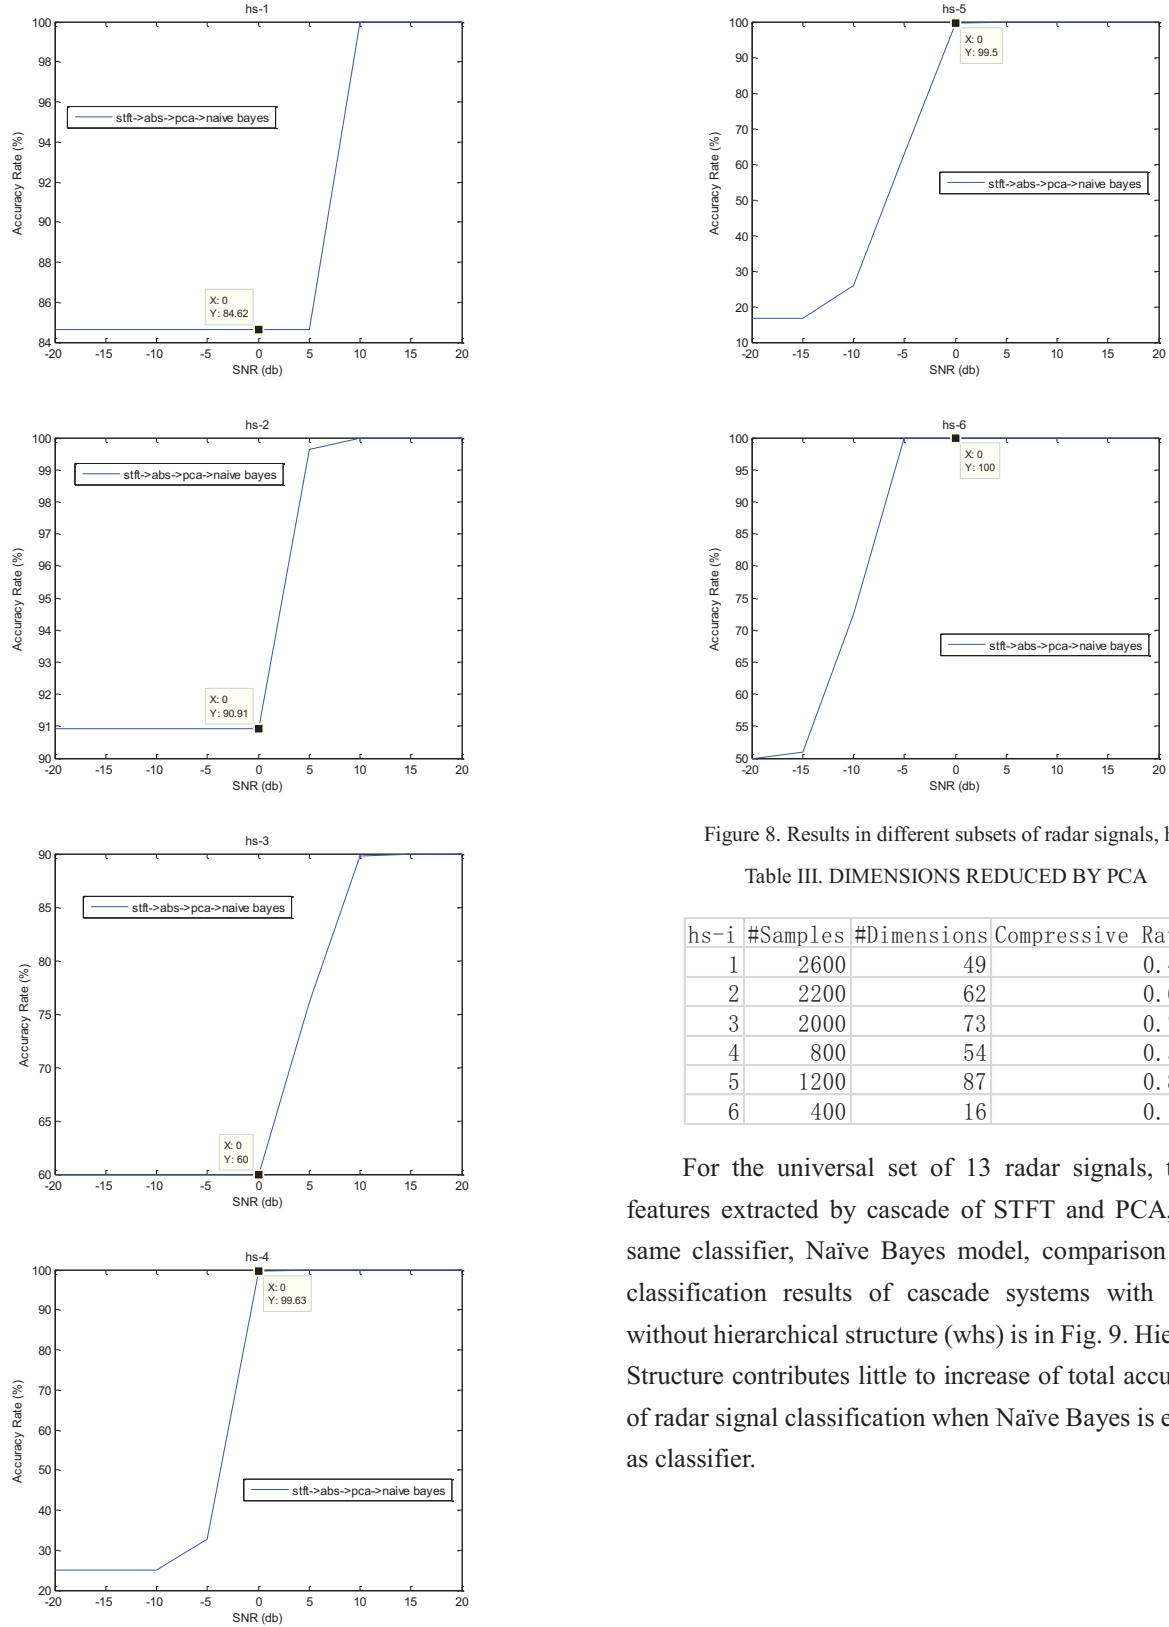 hs-1
100
98
96
94
92
90
88
86
84
Accuracy Rate (%)
stft->abs->pca->naive bayes
X: 0
Y: 84.62
-20 -15 -10 -5 0 5 10 15 20
SNR (db)
hs-2
100
99
98
97
96
95
94
93
92
91
90
Accuracy Rate (%)
stft->abs->pca->naive bayes
X: 0
Y: 90.91
-20 -15 -10 -5 0 5 10 15 20
SNR (db)
hs-3
90
85
80
75
70
65
60
Accuracy Rate (%)
stft->abs->pca->naive bayes
X: 0
Y: 60
-20 -15 -10 -5 0 5 10 15 20
SNR (db)
hs-4
100
90
80
70
60
50
40
30
20
Accuracy Rate (%)
X: 0
Y: 99.63
stft->abs->pca->naive bayes
-20 -15 -10 -5 0 5 10 15 20
SNR (db)
hs-5
100
90
80
70
60
50
40
30
20
10
Accuracy Rate (%)
X: 0
Y: 99.5
stft->abs->pca->naive bayes
-20 -15 -10 -5 0 5 10 15 20
SNR (db)
hs-6
100
95
90
85
80
75
70
65
60
55
50
Accuracy Rate (%)
X: 0
Y: 100
stft->abs->pca->naive bayes
-20 -15 -10 -5 0 5 10 15 20
SNR (db)
Figure 8. Results in different subsets of radar signals, h
Table III. DIMENSIONS REDUCED BY PCA
hs-i #Samples #Dimensions Compressive Ra
1 2600 49 0.
2 2200 62 0.
3 2000 73 0.
4 800 54 0.
5 1200 87 0.
6 400 16 0.
For the universal set of 13 radar signals, t
features extracted by cascade of STFT and PCA,
same classifier, Naïve Bayes model, comparison
classification results of cascade systems with
without hierarchical structure (whs) is in Fig. 9. Hie
Structure contributes little to increase of total accu
of radar signal classification when Naïve Bayes is e
as classifier.